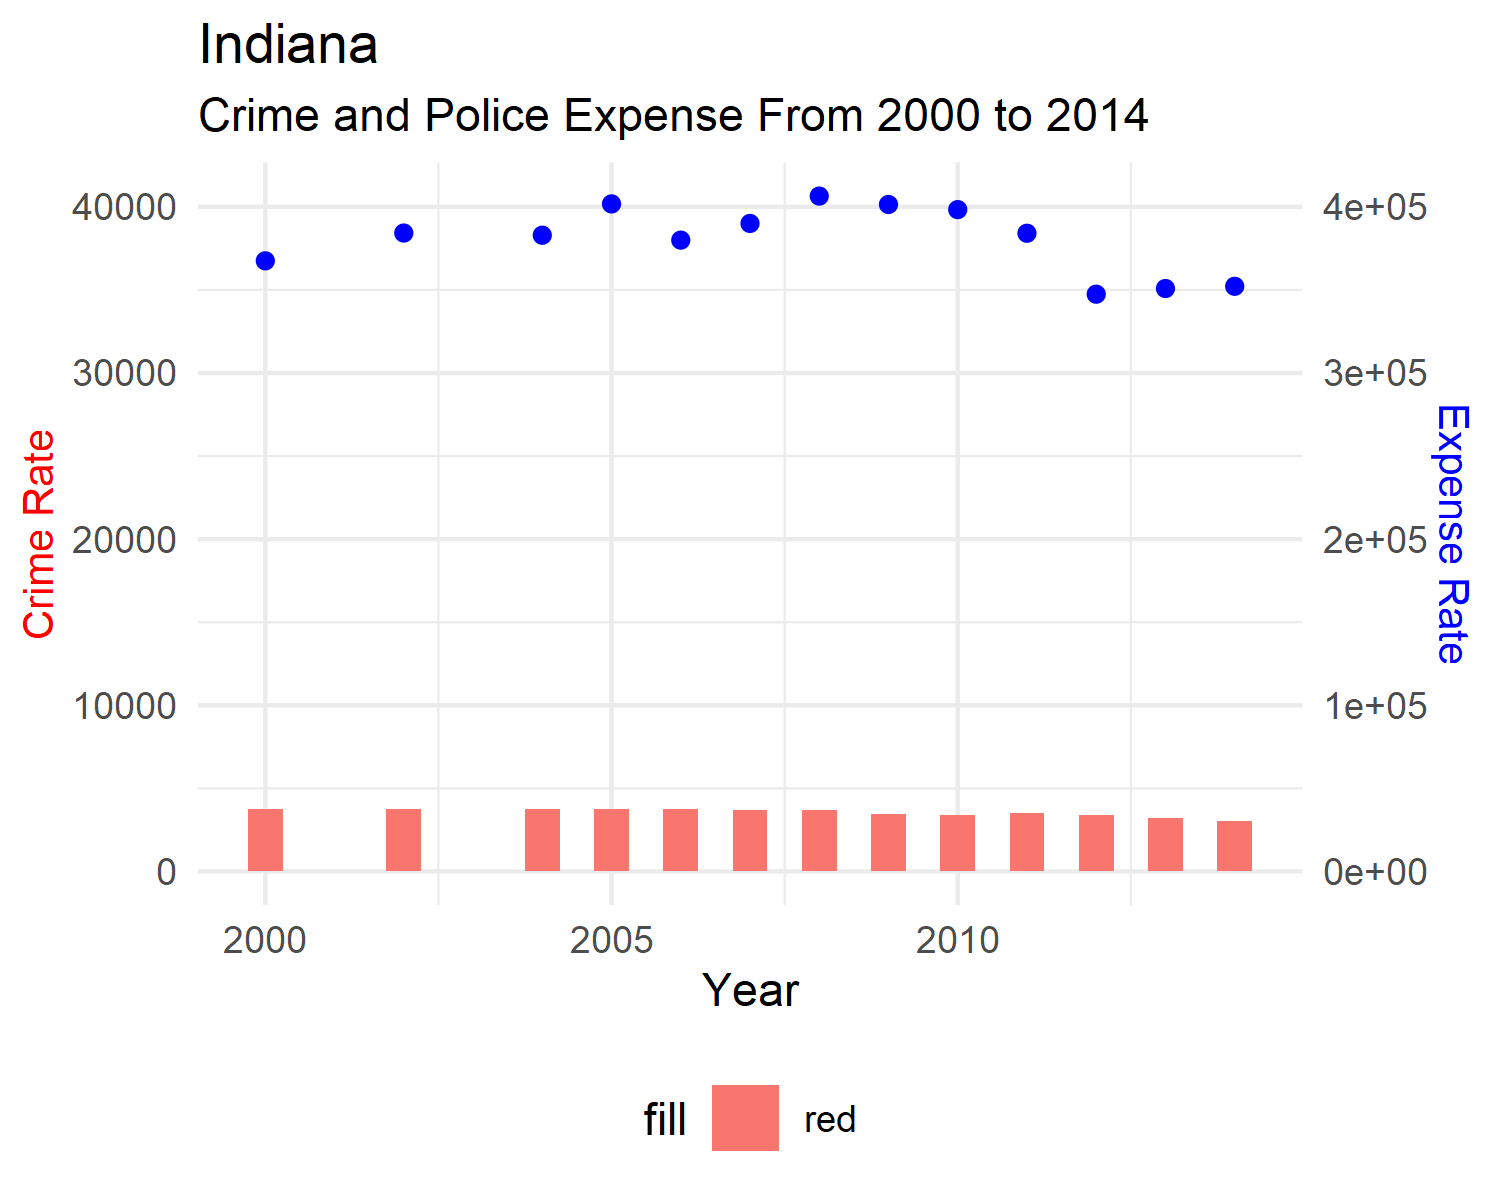 Indiana
Crime and Police Expense From 2000 to 2014
Crime Rate
40000
30000
20000
10000
0
4e+05
3e+05
2e+05
1e+05
0e+00
Expense Rate
2000 2005 2010
Year
fill red